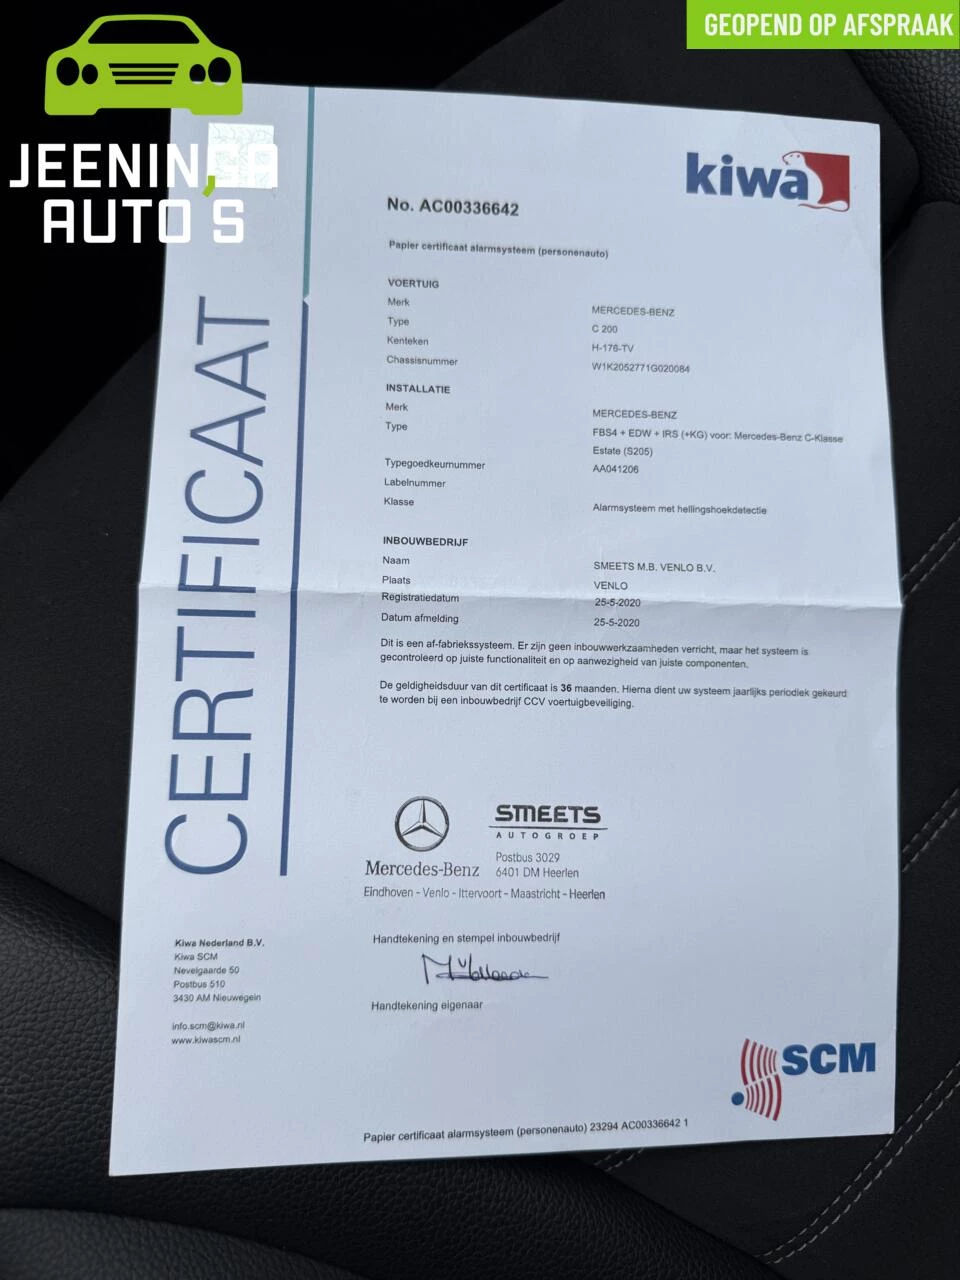 GEOPEND OP AFSPRAAK
AUTO'S
kiwa
CERTIFICAAT
No. AC00336642
Papier certificaat alarmsysteem (personenauto)
VOERTUIG
Merk MERCEDES-BENZ
Type C 200
Kenteken H-176-TV
Chassisnummer W1K2052771G020084
INSTALLATIE
Merk MERCEDES-BENZ
Type FBS4 + EDW + IRS (+KG) voor: Mercedes-Benz C-Klasse
Estate (S205)
Typegoedkeurnummer AA041206
Labelnummer
Klasse Alarmsysteem met hellingshoekdetectie
INBOUWBEDRIJF
Naam SMEETS M.B. VENLO B.V.
Plaats VENLO
Registratiedatum 25-5-2020
Datum afmelding 25-5-2020
Dit is een af-fabriekssysteem. Er zijn geen inbouwwerkzaamheden verricht, maar het systeem is
gecontroleerd op juiste functionaliteit en op aanwezigheid van juiste componenten.
De geldigheidsduur van dit certificaat is 36 maanden. Hierna dient uw systeem jaarlijks periodiek gekeurd
te worden bij een inbouwbedrijf CCV voertuigbeveiliging.
Mercedes-Benz
SMEETS
AUTOGROEP
Postbus 3029
6401 DM Heerlen
Eindhoven - Venlo - Ittervoort - Maastricht - Heerlen
Handtekening en stempel inbouwbedrijf
Handtekening eigenaar
Kiwa Nederland B.V.
Kiwa SCM
Nevelgaarde 50
Postbus 510
3430 AM Nieuwegein
info.scm@kiwa.nl
www.kiwascm.nl
SCM
Papier certificaat alarmsysteem (personenauto) 23294 AC00336642 1